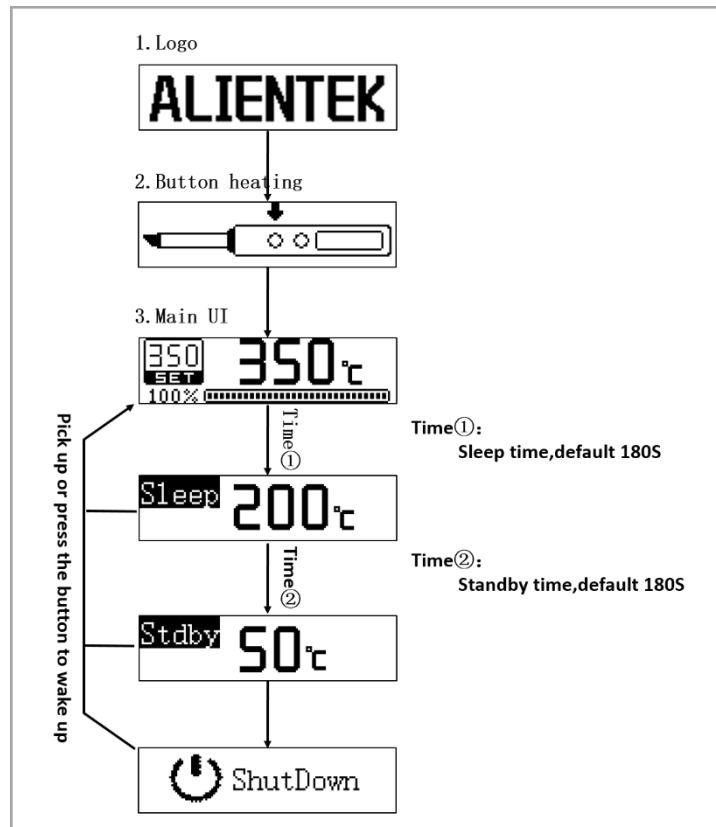 1.Logo
ALIENTEK
2.Button heating
3.Main UI
350
SET
350℃
100%
Time①
Time①:
Sleep time,default 180S
Sleep
200℃
Time②
Time②:
Standby time,default 180S
Stdby
50℃
Pick up or press the button to wake up
ShutDown